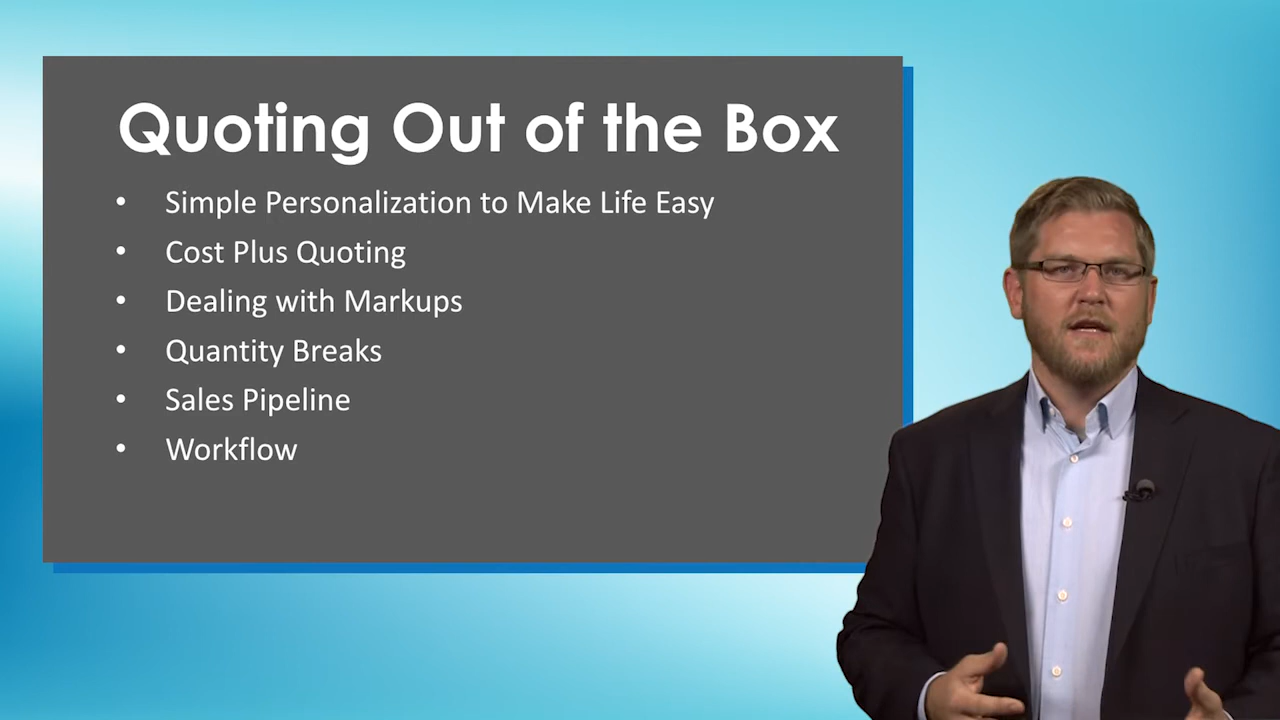 Quoting Out of the Box
• Simple Personalization to Make Life Easy
• Cost Plus Quoting
• Dealing with Markups
• Quantity Breaks
• Sales Pipeline
• Workflow